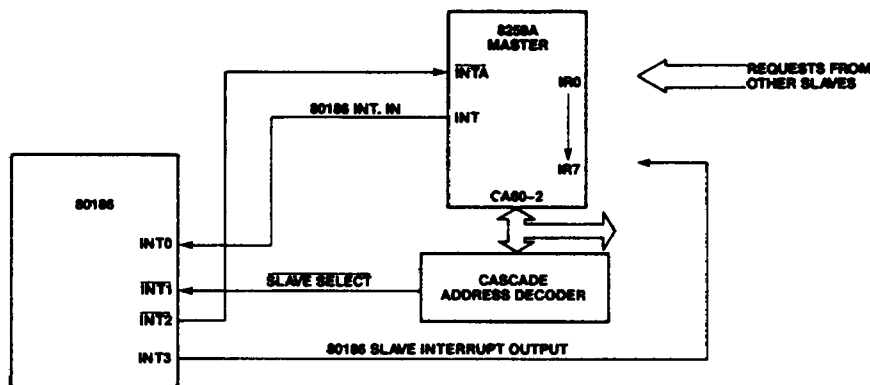 8259A
MASTER
INTA
IR0
REQUESTS FROM
OTHER SLAVES
80186 INT. IN
INT
IR7
CA60-2
80186
INT0
INT1
SLAVE SELECT
CASCADE
ADDRESS DECODER
INT2
INT3
80186 SLAVE INTERRUPT OUTPUT